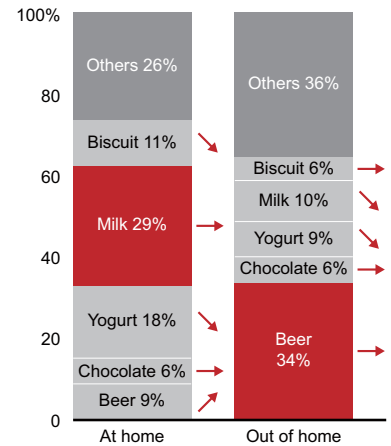 100%
80
60
40
20
0
Others 26%
Biscuit 11%
Milk 29%
Yogurt 18%
Chocolate 6%
Beer 9%
At home
Others 36%
Biscuit 6%
Milk 10%
Yogurt 9%
Chocolate 6%
Beer
34%
Out of home